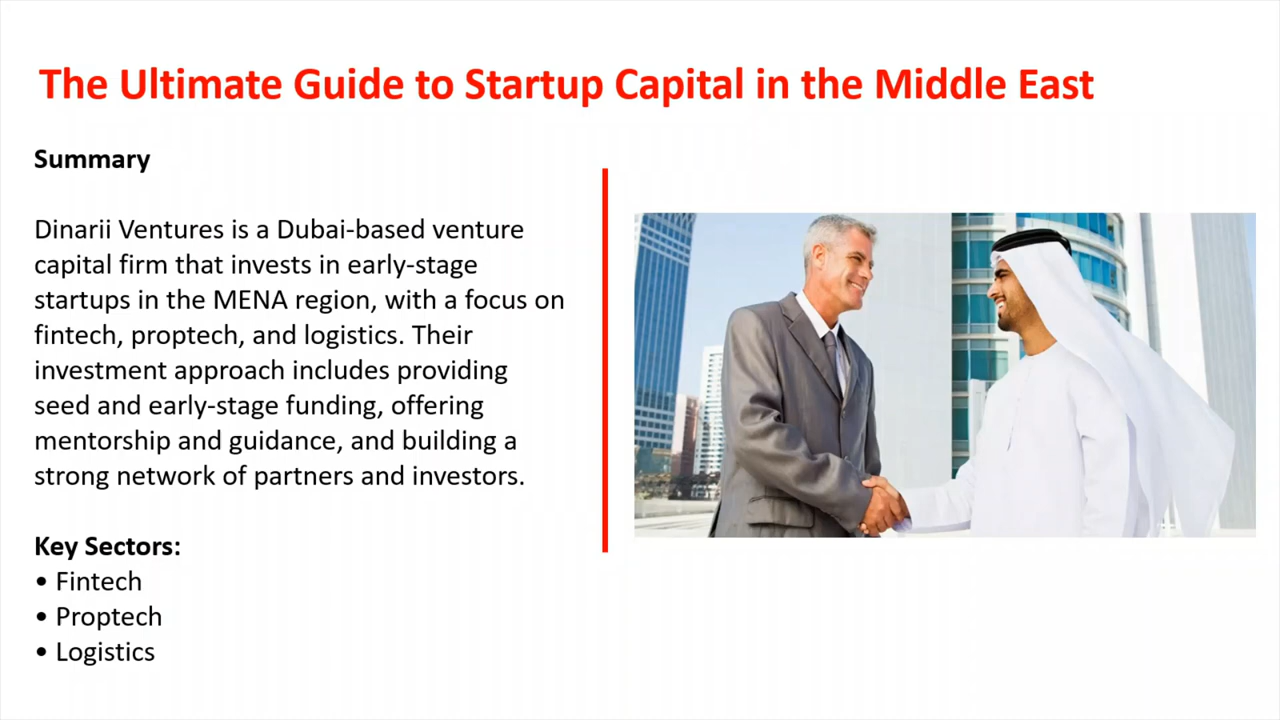 The Ultimate Guide to Startup Capital in the Middle East
Summary
Dinarii Ventures is a Dubai-based venture
capital firm that invests in early-stage
startups in the MENA region, with a focus on
fintech, proptech, and logistics. Their
investment approach includes providing
seed and early-stage funding, offering
mentorship and guidance, and building a
strong network of partners and investors.
Key Sectors:
• Fintech
• Proptech
• Logistics